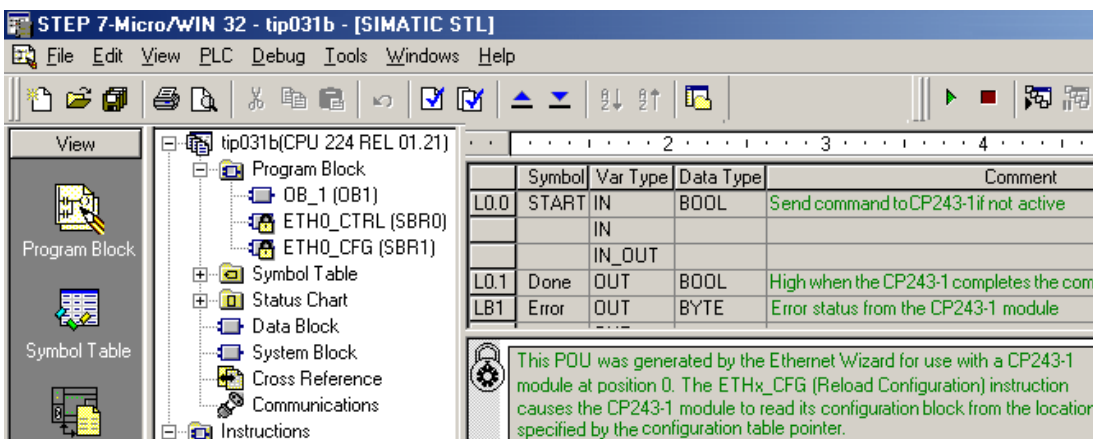 STEP 7-Micro/WIN 32 - tip031b - [SIMATIC STL]
File Edit View PLC Debug Tools Windows Help
View
Program Block
Symbol Table
tip031b(CPU 224 REL 01.21)
Program Block
OB_1 (OB1)
ETH0_CTRL (SBR0)
ETH0_CFG (SBR1)
Symbol Table
Status Chart
Data Block
System Block
Cross Reference
Communications
Instructions
2 3 4
Symbol Var Type Data Type Comment
L0.0 START IN BOOL Send command to CP243-1 if not active
IN
IN_OUT
L0.1 Done OUT BOOL High when the CP243-1 completes the com
LB1 Error OUT BYTE Error status from the CP243-1 module
This POU was generated by the Ethernet Wizard for use with a CP243-1
module at position 0. The ETHx_CFG (Reload Configuration) instruction
causes the CP243-1 module to read its configuration block from the location
specified by the configuration table pointer.